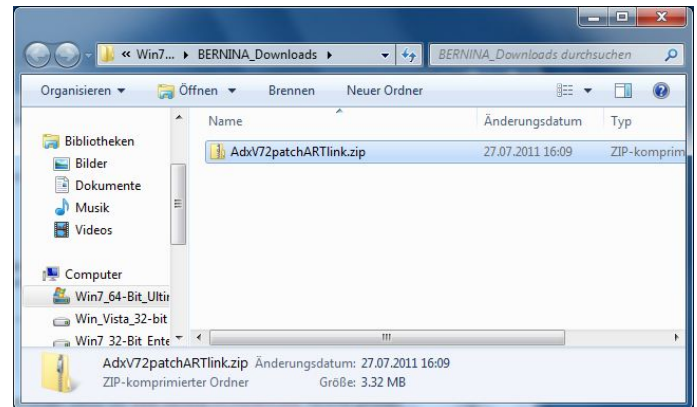 « Win7... ▸ BERNINA_Downloads ▸
BERNINA_Downloads durchsuchen
Organisieren Öffnen Brennen Neuer Ordner
Name Änderungsdatum Typ
AdxV72patchARTlink.zip 27.07.2011 16:09 ZIP-komprim
Bibliotheken
Bilder
Dokumente
Musik
Videos
Computer
Win7_64-Bit_Ultir
Win_Vista_32-bit
Win7 32-Bit Ente
AdxV72patchARTlink.zip Änderungsdatum: 27.07.2011 16:09
ZIP-komprimierter Ordner Größe: 3.32 MB